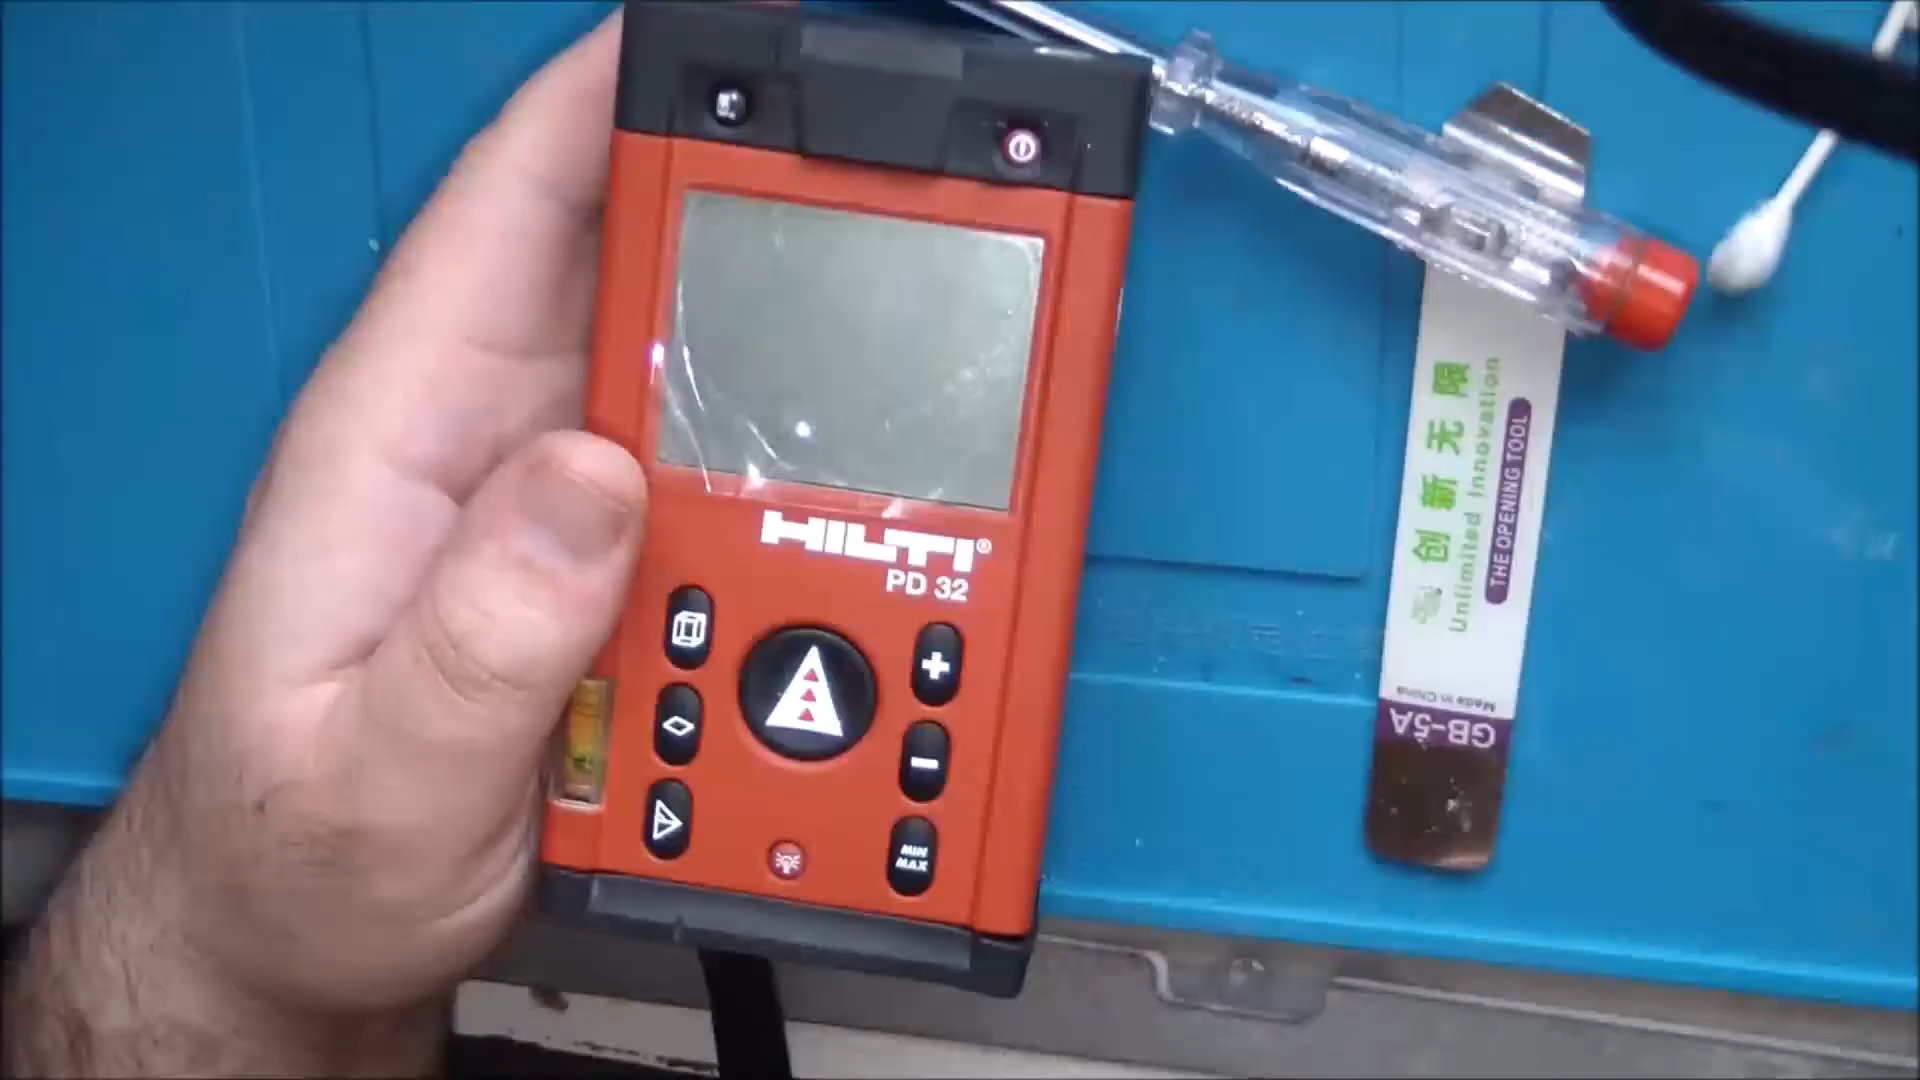 HILTI®
PD 32
+
−
MIN
MAX
创新无限
Unlimited Innovation
THE OPENING TOOL
Made in China
GB-5A